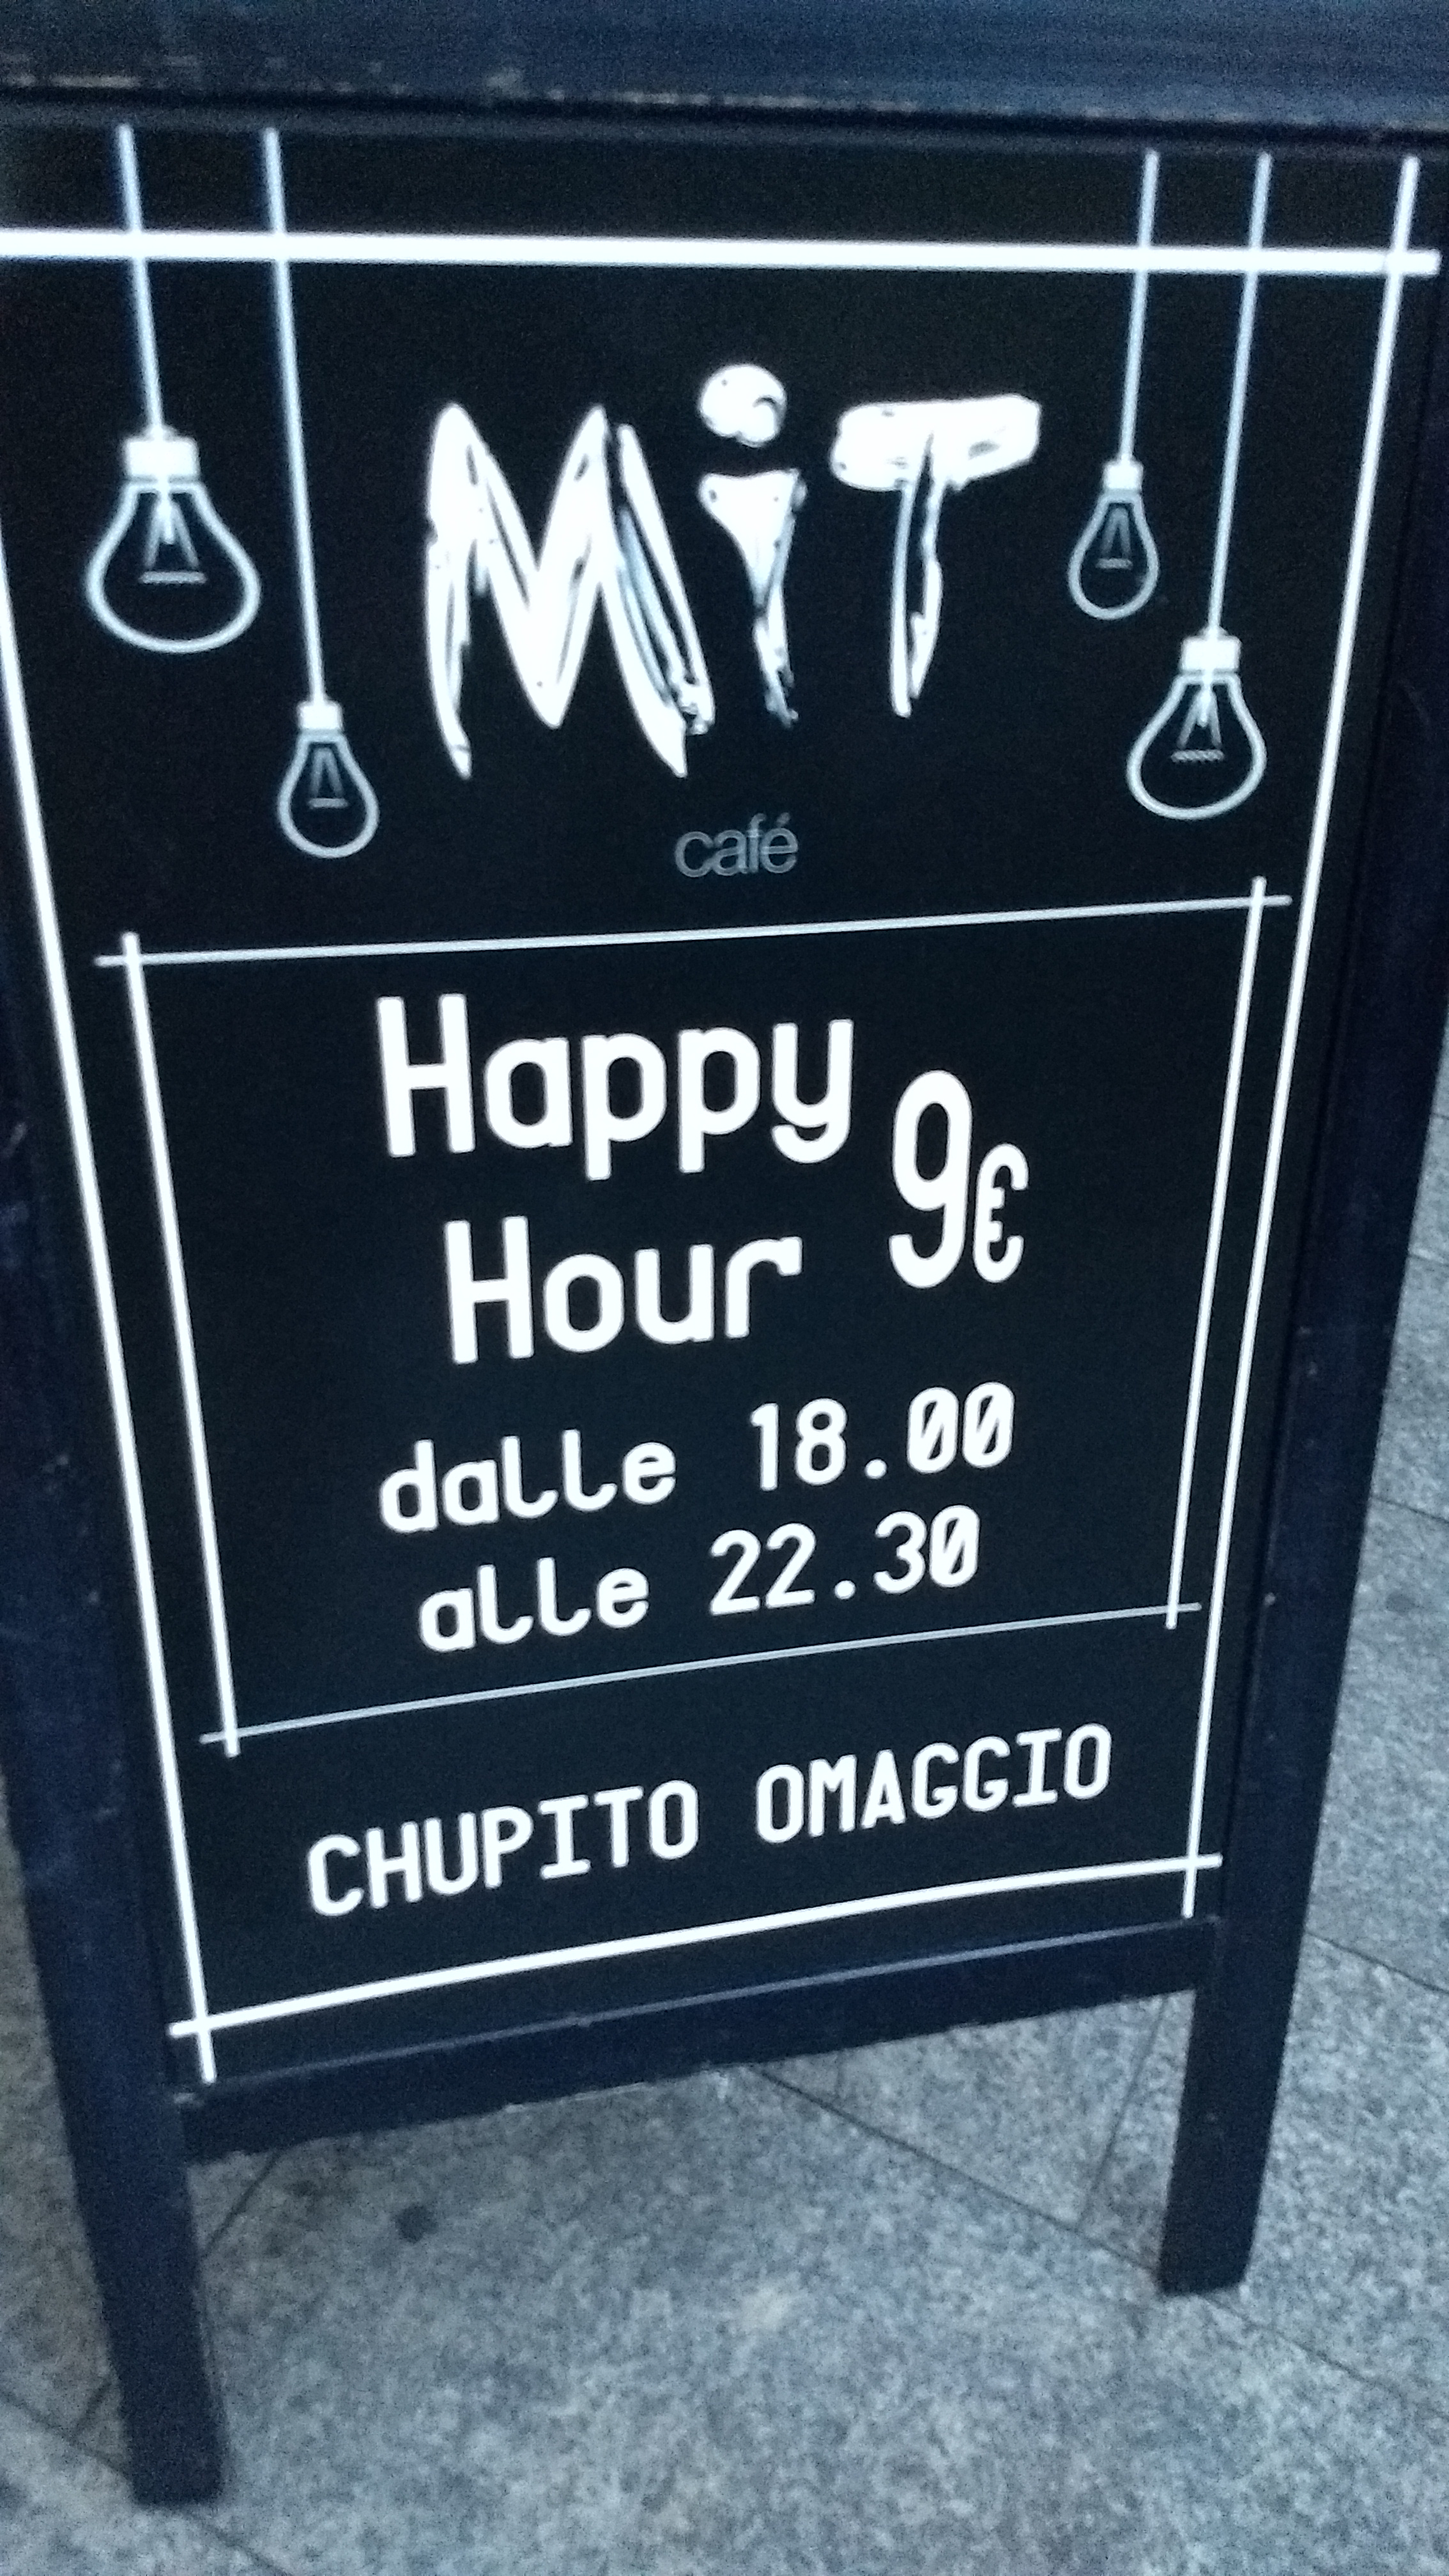 MiT
café
Happy
Hour 9€
dalle 18.00
alle 22.30
CHUPITO OMAGGIO